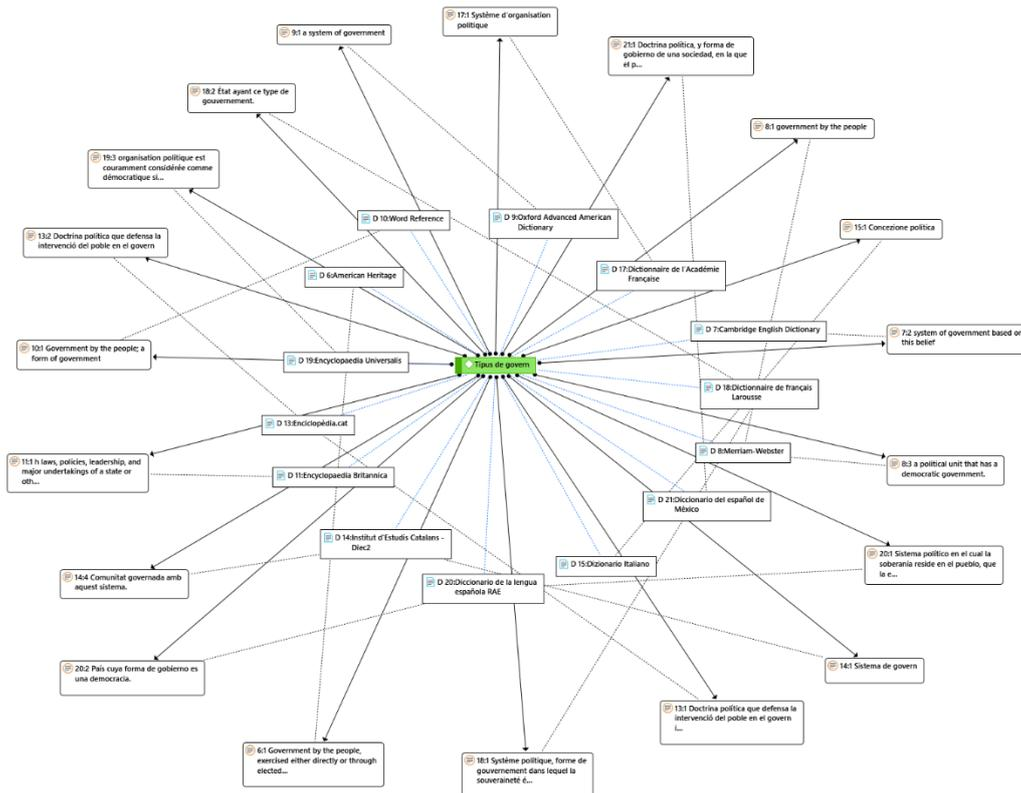 17:1 Système d'organisation
politique
9:1 a system of government
21:1 Doctrina política, y forma de
gobierno de una sociedad, en la que
el p...
18:2 État ayant ce type de
gouvernement.
8:1 government by the people
19:3 organisation politique est
couramment considérée comme
démocratique si...
D 10:Word Reference
D 9:Oxford Advanced American
Dictionary
13:2 Doctrina política que defensa la
intervenció del poble en el govern
15:1 Concezione política
D 6:American Heritage
D 17:Dictionnaire de l'Académie
Française
D 7:Cambridge English Dictionary
7:2 system of government based on
this belief
10:1 Government by the people; a
form of government
D 19:Encyclopaedia Universalis
Tipus de govern
D 18:Dictionnaire de français
Larousse
D 13:Enciclopèdia.cat
D 8:Merriam-Webster
11:1 h laws, policies, leadership, and
major undertakings of a state or
oth...
8:3 a political unit that has a
democratic government.
D 11:Encyclopaedia Britannica
D 21:Diccionario del español de
México
D 14:Institut d'Estudis Catalans -
Diec2
D 15:Dizionario Italiano
20:1 Sistema político en el cual la
soberanía reside en el pueblo, que
la e...
14:4 Comunitat governada amb
aquest sistema.
D 20:Diccionario de la lengua
española RAE
20:2 País cuya forma de gobierno es
una democracia.
14:1 Sistema de govern
13:1 Doctrina política que defensa la
intervenció del poble en el govern
i...
6:1 Government by the people,
exercised either directly or through
elected...
18:1 Système politique, forme de
gouvernement dans lequel la
souveraineté é...